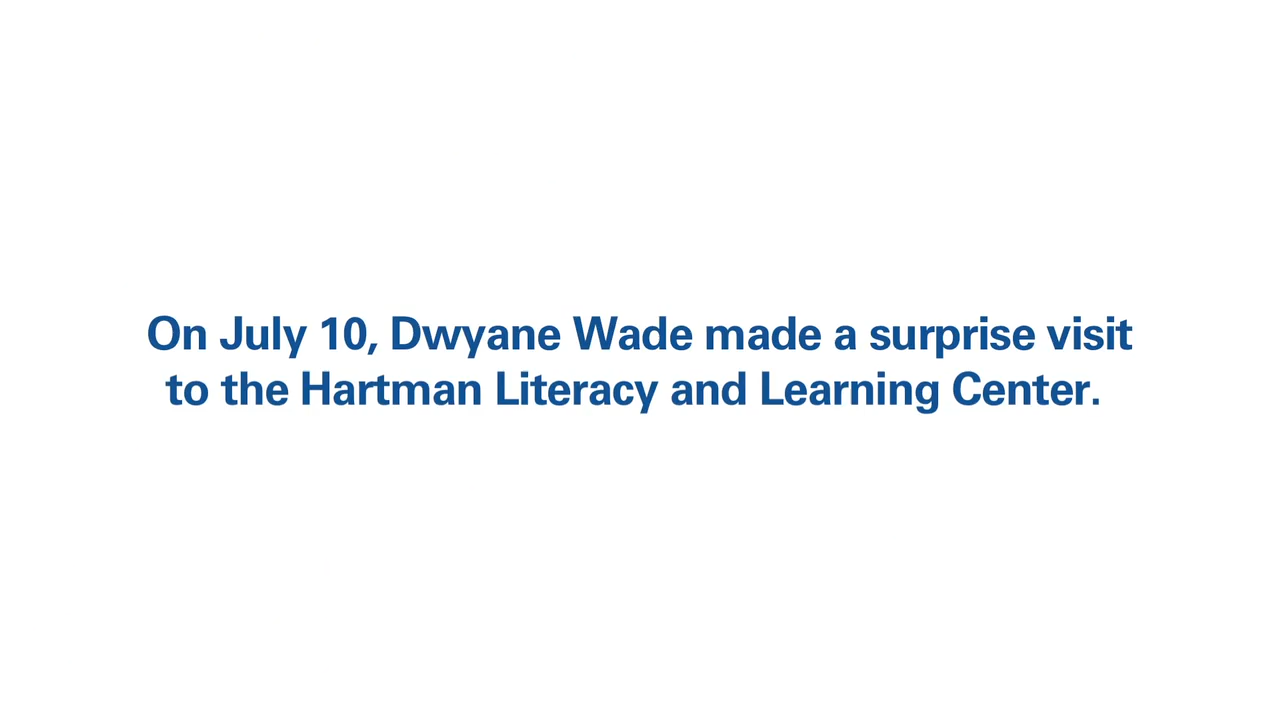 On July 10, Dwyane Wade made a surprise visit
to the Hartman Literacy and Learning Center.